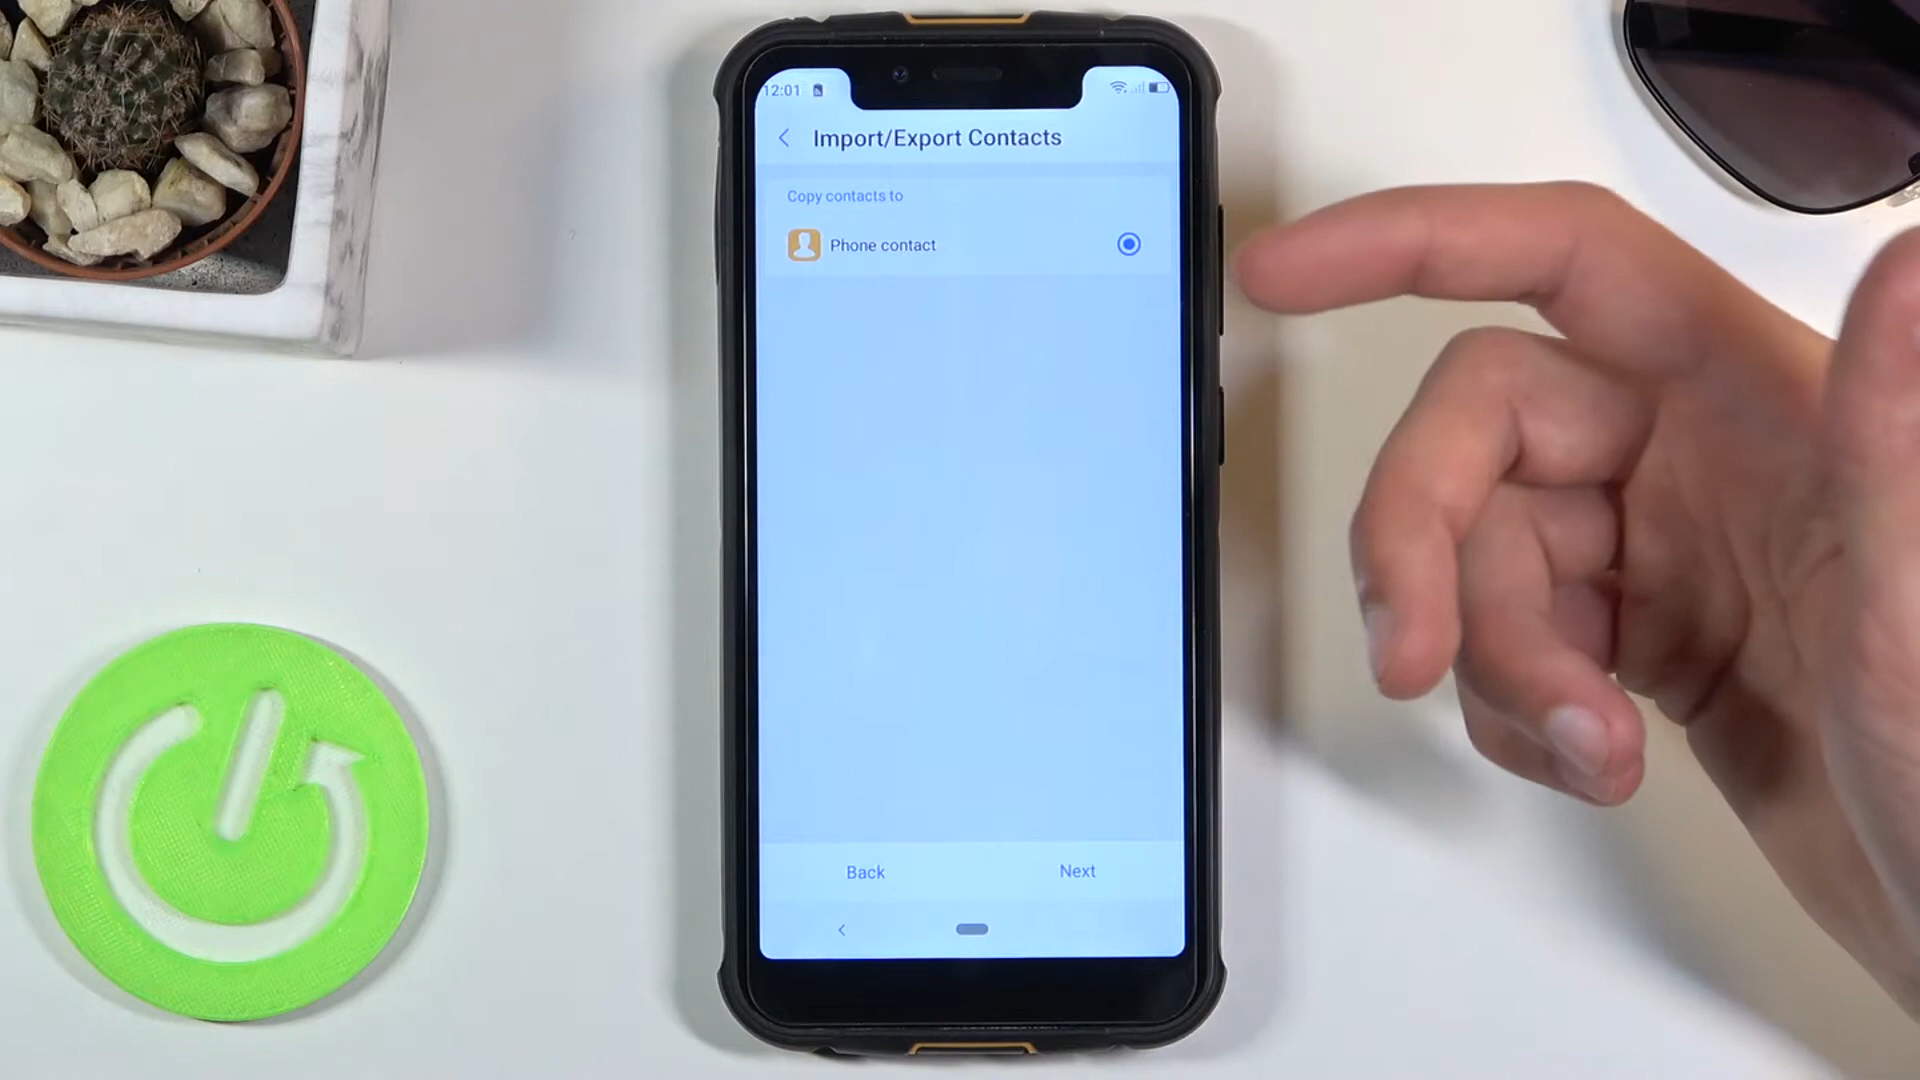 12:01
Import/Export Contacts
Copy contacts to
Phone contact
Back
Next